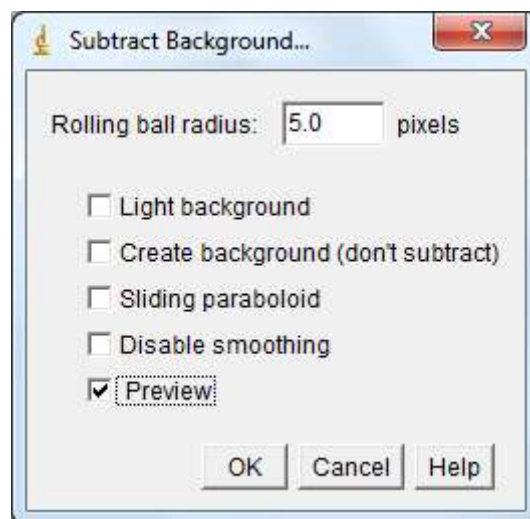 Subtract Background...
Rolling ball radius: 5.0 pixels
Light background
Create background (don't subtract)
Sliding paraboloid
Disable smoothing
Preview
OK Cancel Help